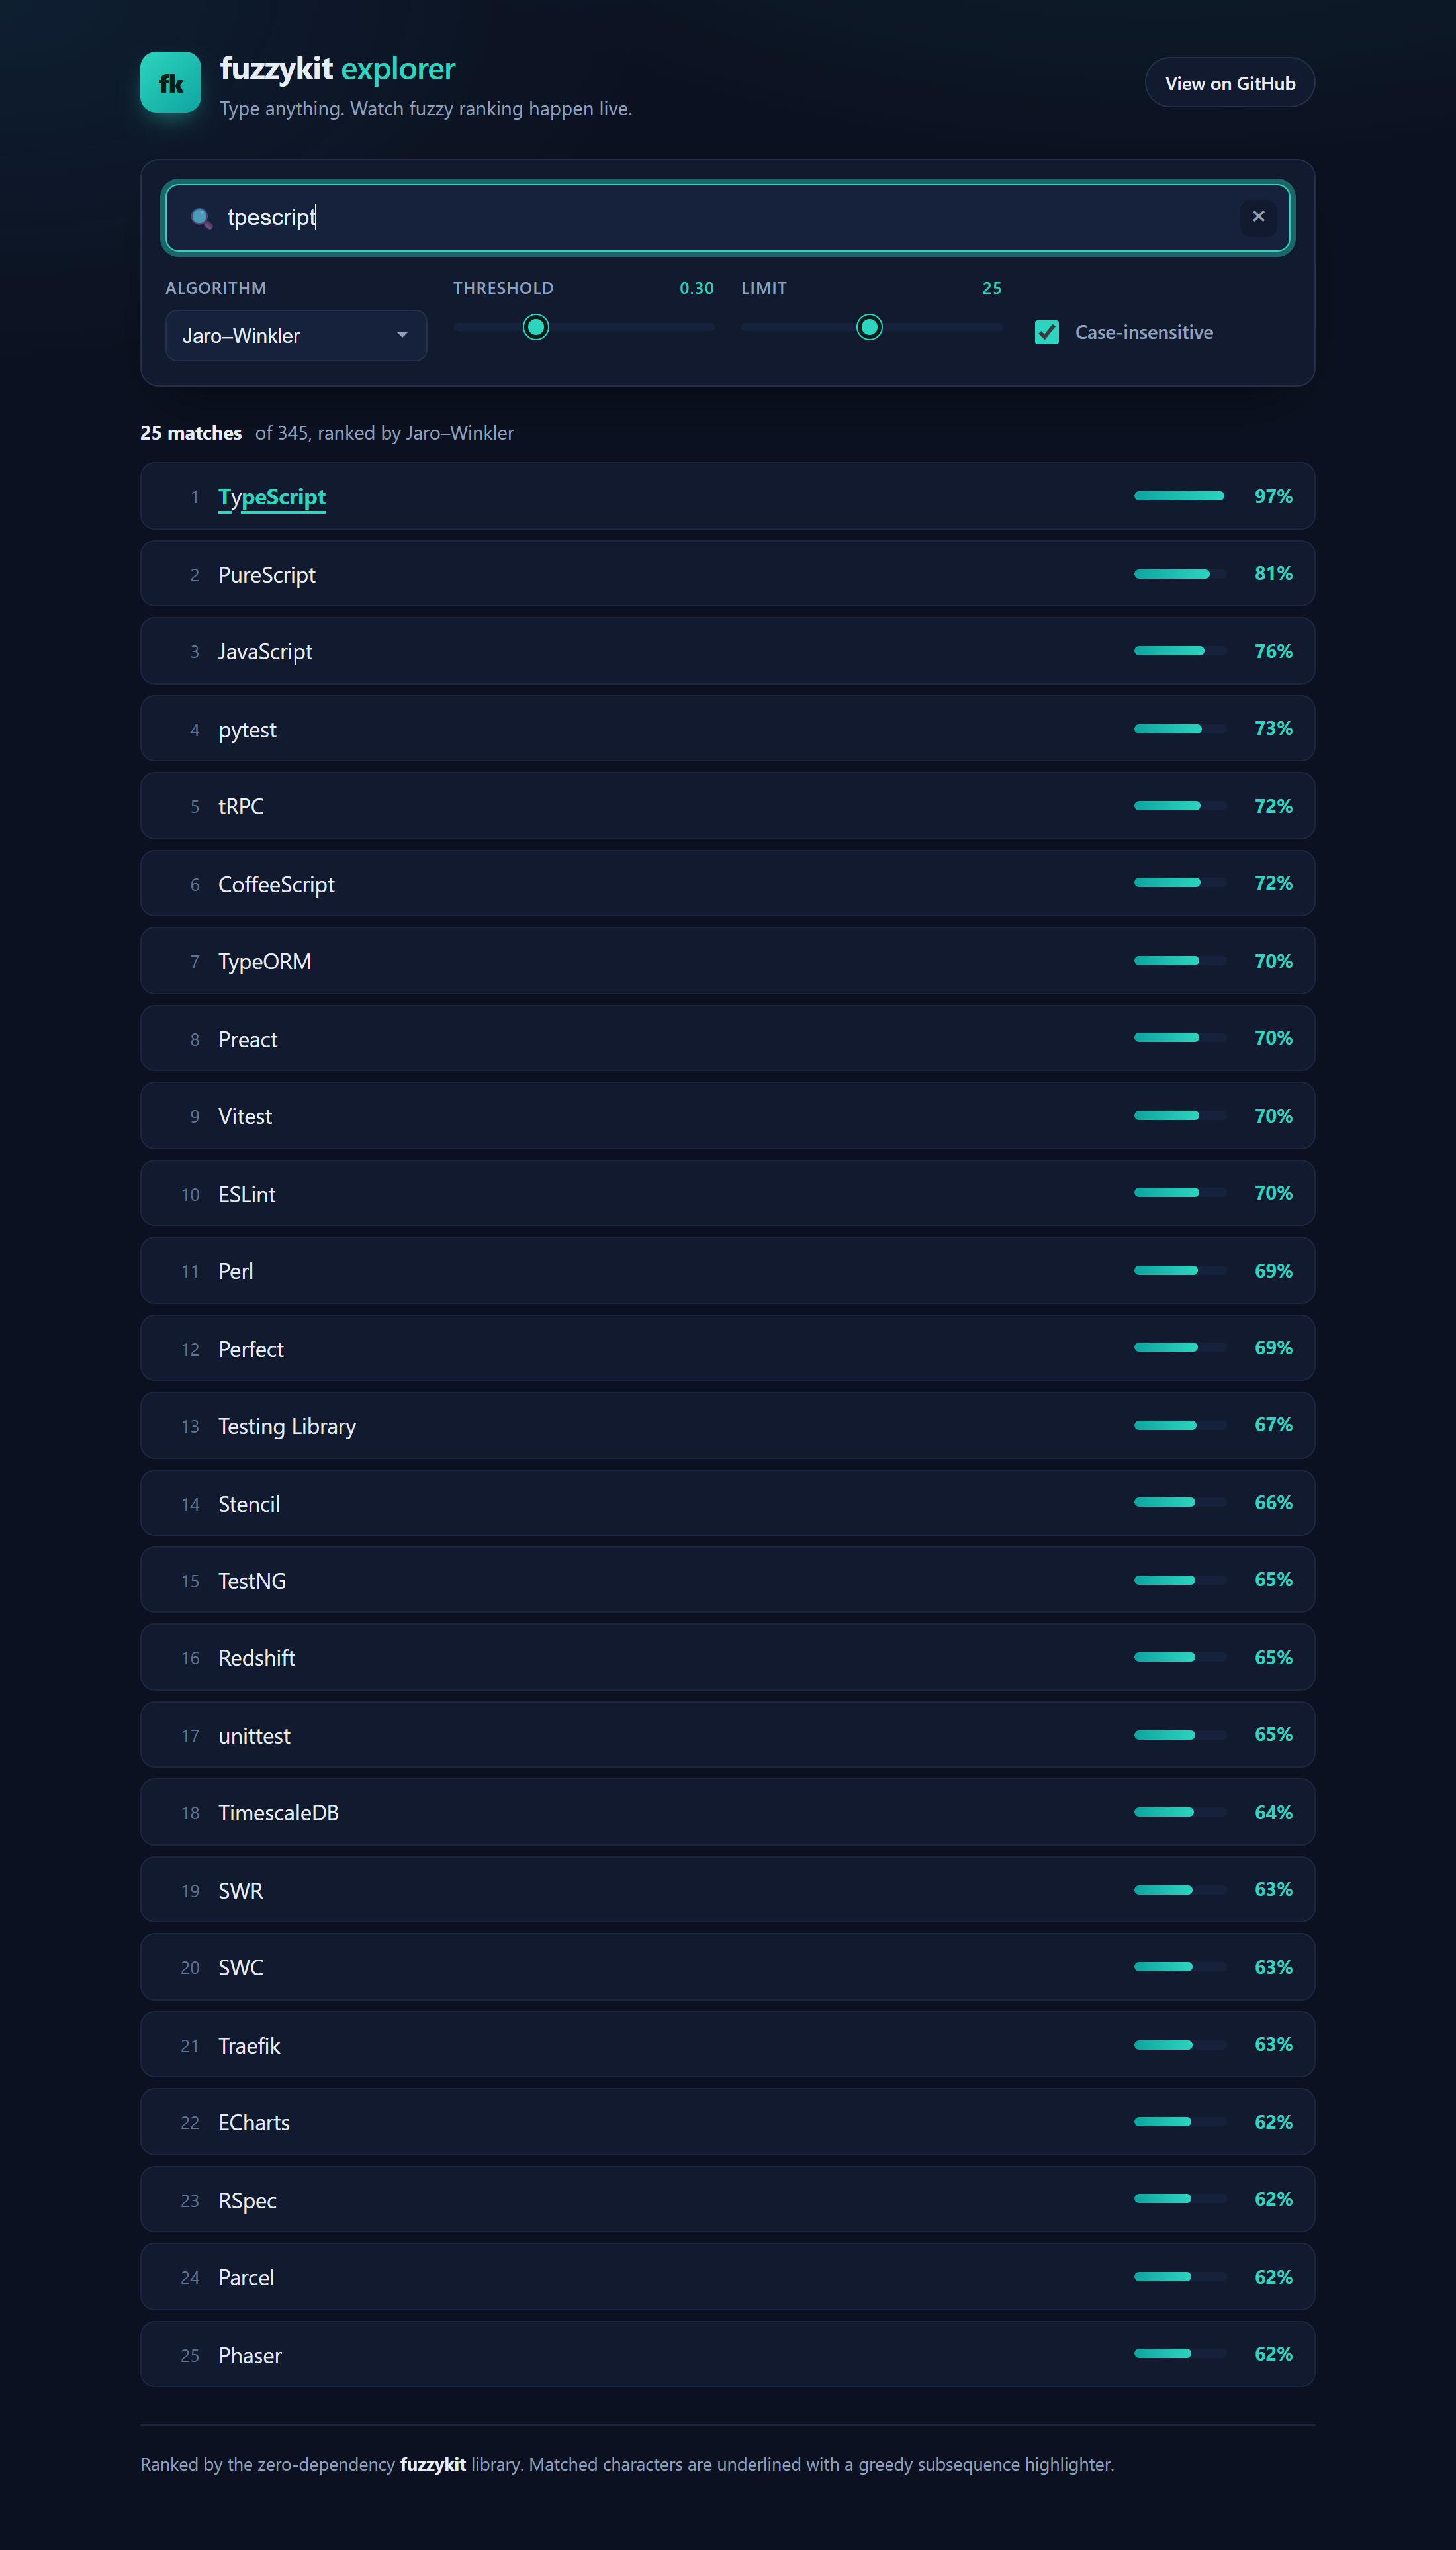 fk
fuzzykit explorer
Type anything. Watch fuzzy ranking happen live.
View on GitHub
tpescript
✕
ALGORITHM
THRESHOLD 0.30
LIMIT 25
Jaro–Winkler
Case-insensitive
25 matches of 345, ranked by Jaro–Winkler
1 TypeScript 97%
2 PureScript 81%
3 JavaScript 76%
4 pytest 73%
5 tRPC 72%
6 CoffeeScript 72%
7 TypeORM 70%
8 Preact 70%
9 Vitest 70%
10 ESLint 70%
11 Perl 69%
12 Perfect 69%
13 Testing Library 67%
14 Stencil 66%
15 TestNG 65%
16 Redshift 65%
17 unittest 65%
18 TimescaleDB 64%
19 SWR 63%
20 SWC 63%
21 Traefik 63%
22 ECharts 62%
23 RSpec 62%
24 Parcel 62%
25 Phaser 62%
Ranked by the zero-dependency fuzzykit library. Matched characters are underlined with a greedy subsequence highlighter.